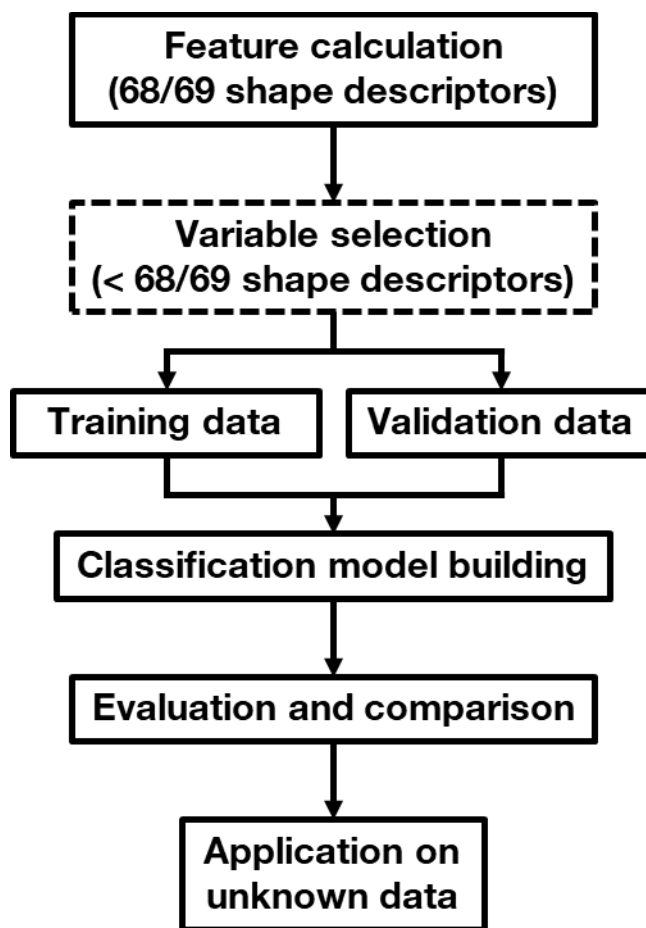 Feature calculation
(68/69 shape descriptors)
Variable selection
(< 68/69 shape descriptors)
Training data
Validation data
Classification model building
Evaluation and comparison
Application on
unknown data